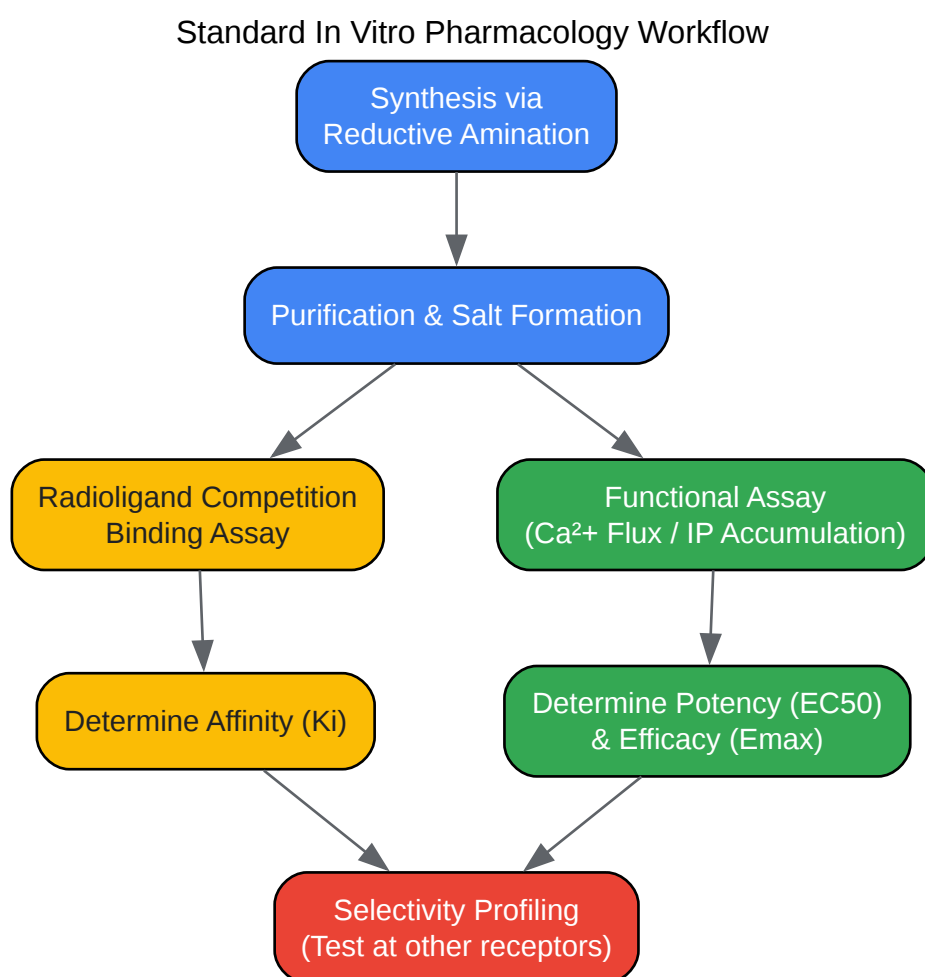 Standard In Vitro Pharmacology Workflow
Synthesis via
Reductive Amination
Purification & Salt Formation
Radioligand Competition
Binding Assay
Functional Assay
(Ca²+ Flux / IP Accumulation)
Determine Affinity (Ki)
Determine Potency (EC50)
& Efficacy (Emax)
Selectivity Profiling
(Test at other receptors)